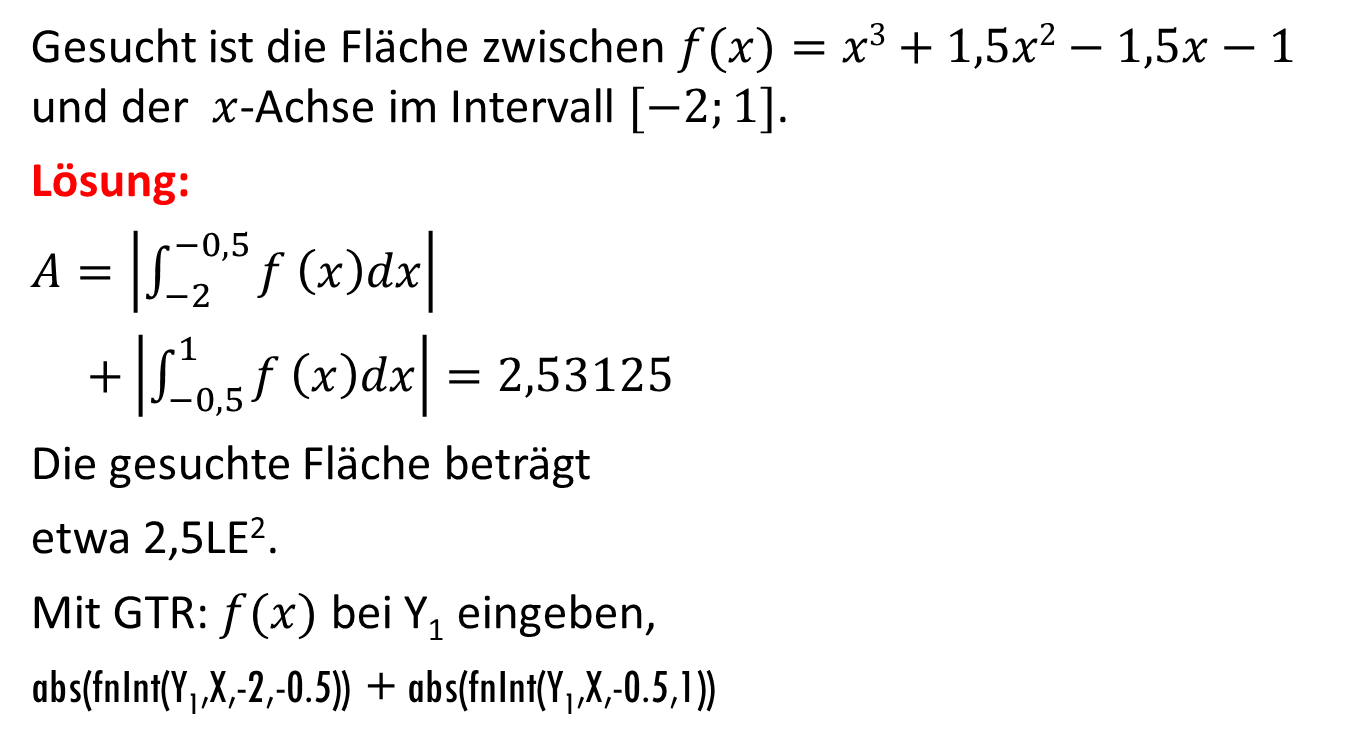 Gesucht ist die Fläche zwischen f(x) = x³ + 1,5x² − 1,5x − 1
und der x-Achse im Intervall [−2; 1].
Lösung:
A = |∫₋₂^−0,5 f (x)dx|
+ |∫₋₀,₅^1 f (x)dx| = 2,53125
Die gesuchte Fläche beträgt
etwa 2,5LE².
Mit GTR: f(x) bei Y₁ eingeben,
abs(fnInt(Y₁,X,-2,-0.5)) + abs(fnInt(Y₁,X,-0.5,1))